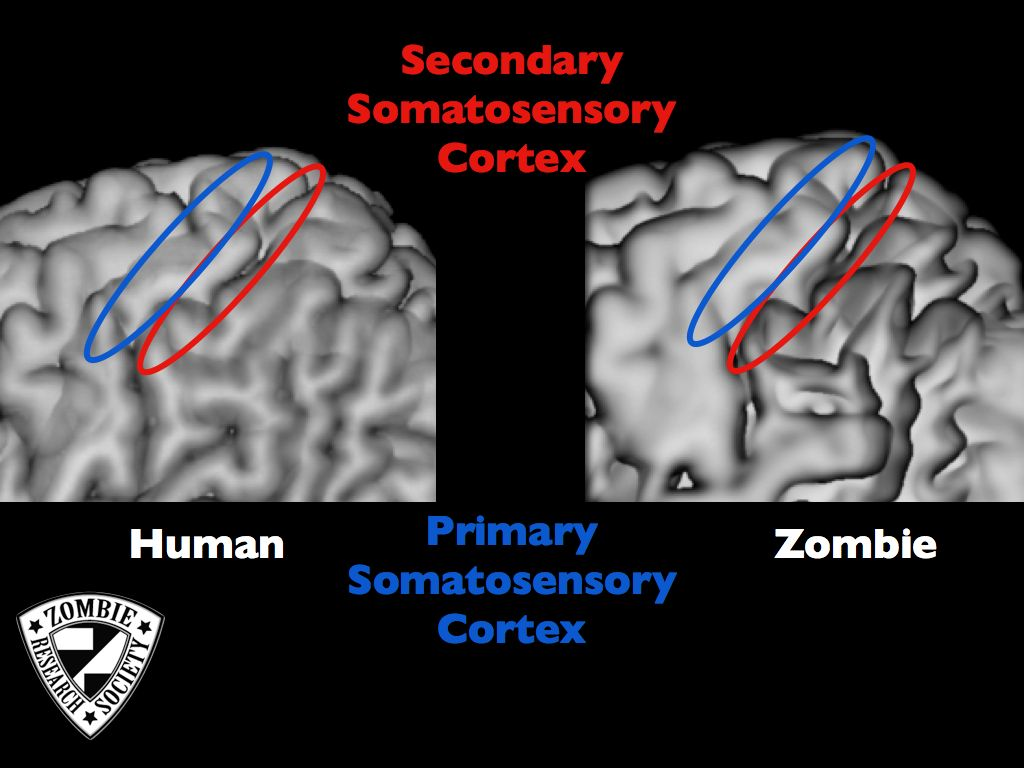 Secondary
Somatosensory
Cortex
Human
Primary
Somatosensory
Cortex
Zombie
ZOMBIE
RESEARCH
SOCIETY